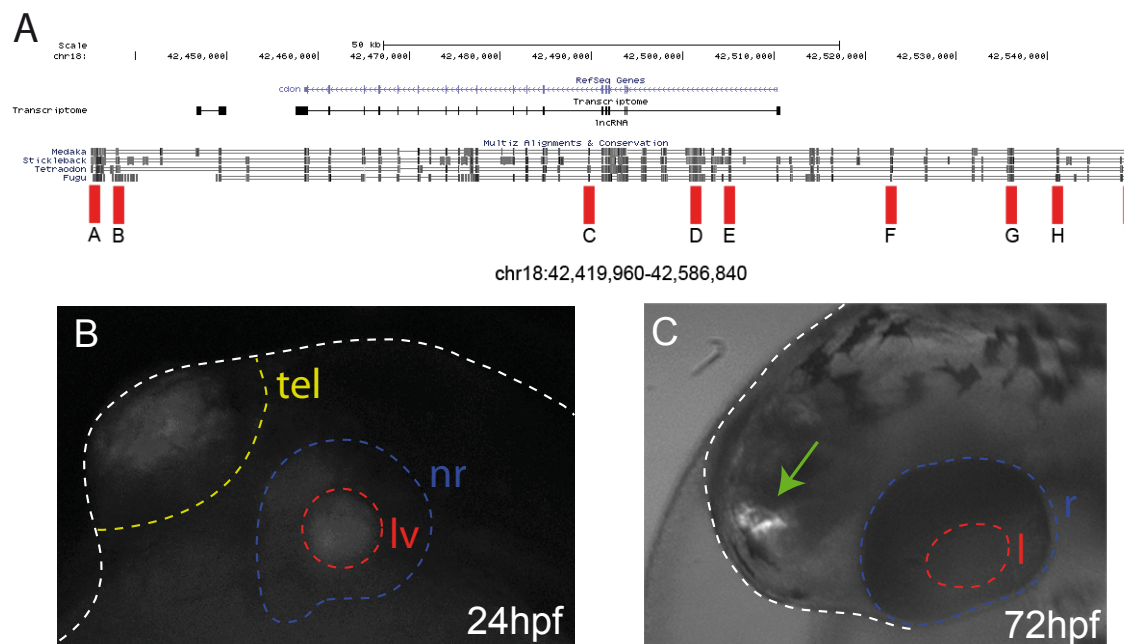 A
Scale
50 kb
chr18:
42,450,000
42,460,000
42,470,000
42,480,000
42,490,000
42,500,000
42,510,000
42,520,000
42,530,000
42,540,000
RefSeq Genes
cdon
Transcriptome
Transcriptome
lncRNA
Multiz Alignments & Conservation
Medaka
Stickleback
Tetraodon
Fugu
A B C D E F G H
chr18:42,419,960-42,586,840
B
tel
nr
lv
24hpf
C
r
l
72hpf